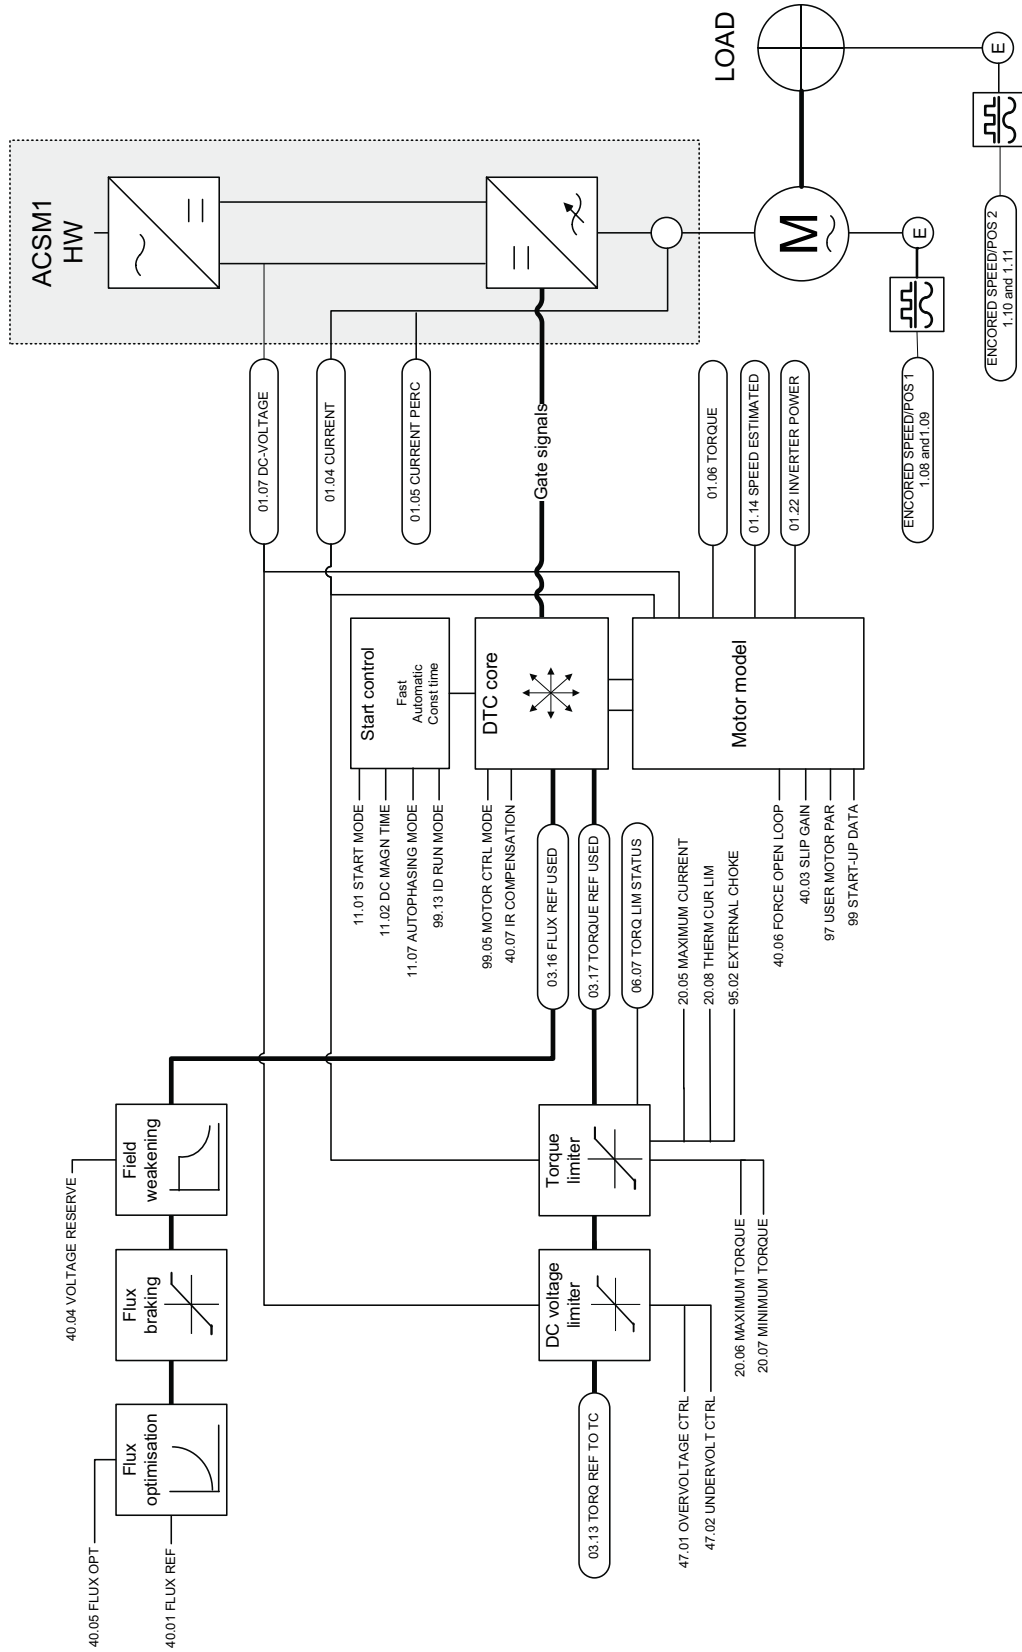 40.05 FLUX OPT
40.01 FLUX REF
Flux
optimisation
Flux
braking
40.04 VOLTAGE RESERVE
Field
weakening
03.13 TORQ REF TO TC
47.01 OVERVOLTAGE CTRL
47.02 UNDERVOLT CTRL
DC voltage
limiter
20.06 MAXIMUM TORQUE
20.07 MINIMUM TORQUE
Torque
limiter
20.05 MAXIMUM CURRENT
20.08 THERM CUR LIM
95.02 EXTERNAL CHOKE
03.16 FLUX REF USED
03.17 TORQUE REF USED
06.07 TORQ LIM STATUS
11.01 START MODE
11.02 DC MAGN TIME
11.07 AUTOPHASING MODE
99.13 ID RUN MODE
99.05 MOTOR CTRL MODE
40.07 IR COMPENSATION
40.06 FORCE OPEN LOOP
40.03 SLIP GAIN
97 USER MOTOR PAR
99 START-UP DATA
Start control
Fast
Automatic
Const time
DTC core
Motor model
01.07 DC-VOLTAGE
01.04 CURRENT
01.05 CURRENT PERC
Gate signals
01.06 TORQUE
01.14 SPEED ESTIMATED
01.22 INVERTER POWER
ENCORED SPEED/POS 1
1.08 and1.09
ENCORED SPEED/POS 2
1.10 and 1.11
ACSM1
HW
M
E
E
LOAD